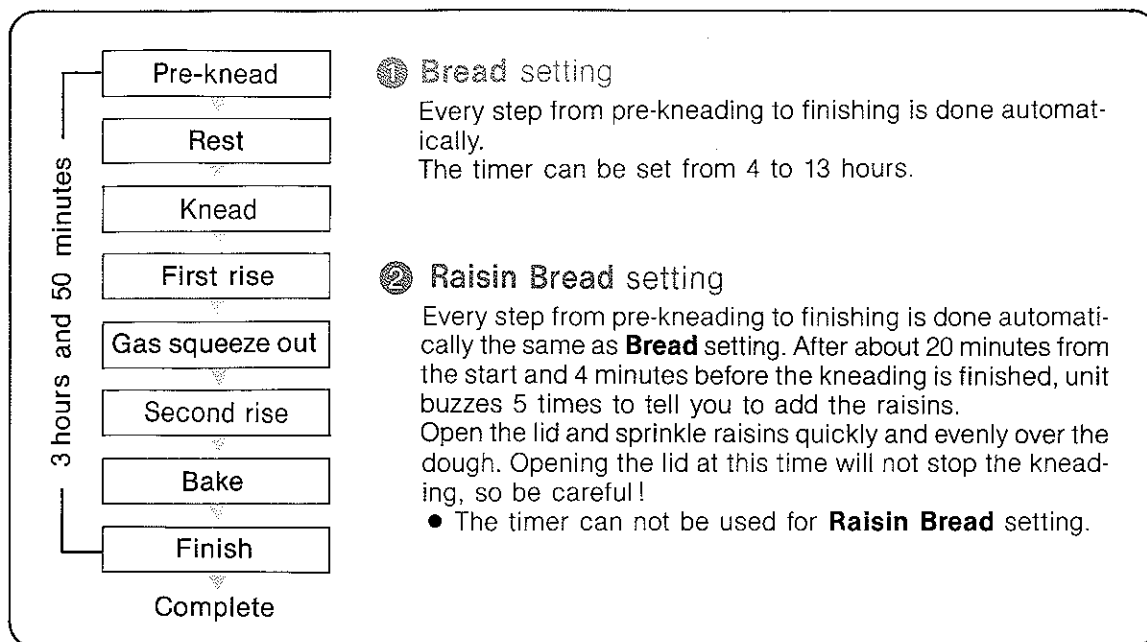 3 hours and 50 minutes
Pre-knead
Rest
Knead
First rise
Gas squeeze out
Second rise
Bake
Finish
Complete
1 Bread setting
Every step from pre-kneading to finishing is done automat-
ically.
The timer can be set from 4 to 13 hours.
2 Raisin Bread setting
Every step from pre-kneading to finishing is done automati-
cally the same as Bread setting. After about 20 minutes from
the start and 4 minutes before the kneading is finished, unit
buzzes 5 times to tell you to add the raisins.
Open the lid and sprinkle raisins quickly and evenly over the
dough. Opening the lid at this time will not stop the knead-
ing, so be careful!
● The timer can not be used for Raisin Bread setting.